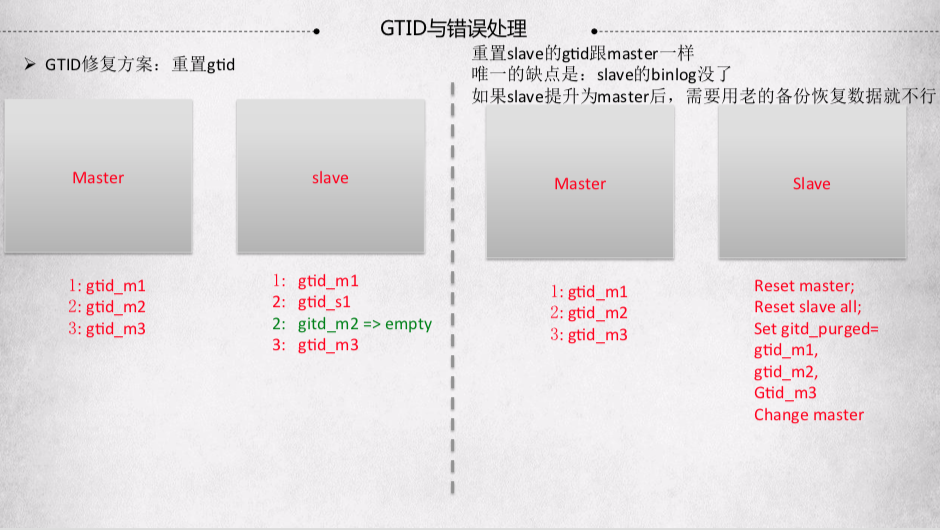 GTID与错误处理
➢ GTID修复方案：重置gtid
重置slave的gtid跟master一样
唯一的缺点是：slave的binlog没了
如果slave提升为master后，需要用老的备份恢复数据就不行
Master
slave
1: gtid_m1
2: gtid_m2
3: gtid_m3
1: gtid_m1
2: gtid_s1
2: gitd_m2 => empty
3: gtid_m3
Master
Slave
1: gtid_m1
2: gtid_m2
3: gtid_m3
Reset master;
Reset slave all;
Set gitd_purged=
gtid_m1,
gtid_m2,
Gtid_m3
Change master